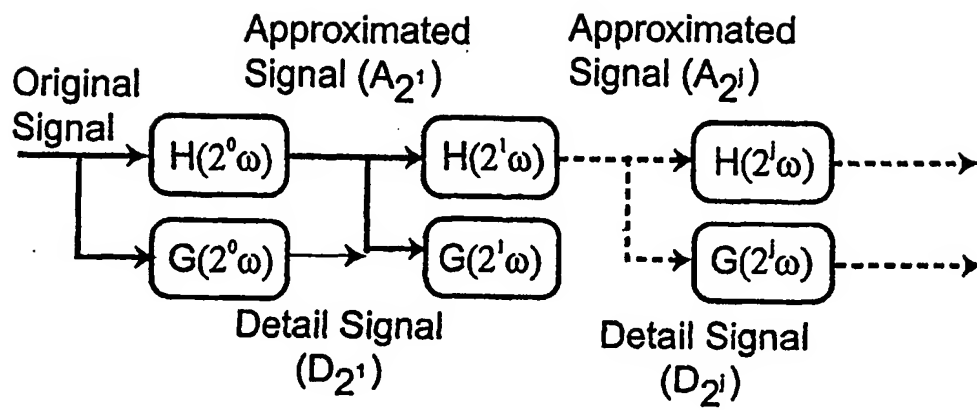 Approximated
Signal (A₂¹)
Approximated
Signal (A₂ʲ)
Original
Signal
H(2⁰ω)
H(2¹ω)
H(2ʲω)
G(2⁰ω)
G(2¹ω)
G(2ʲω)
Detail Signal
(D₂¹)
Detail Signal
(D₂ʲ)